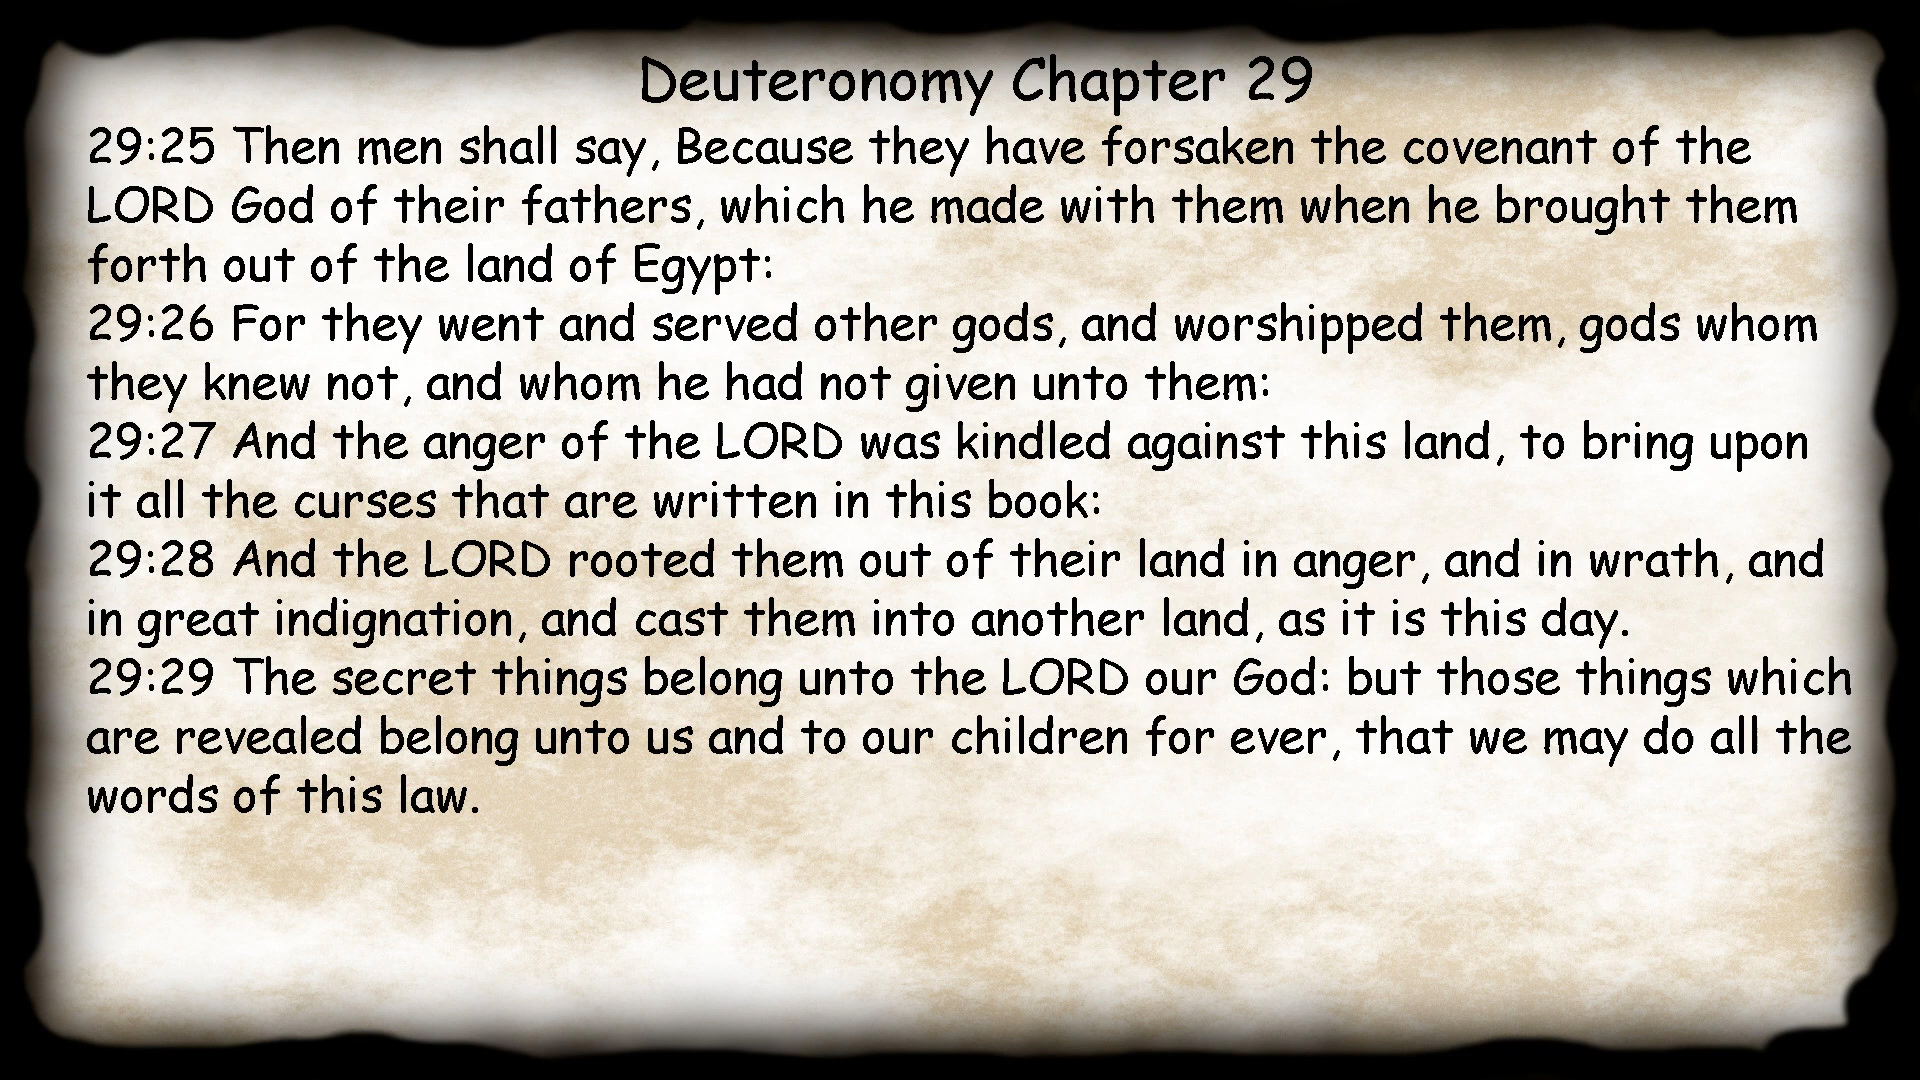 Deuteronomy Chapter 29
29:25 Then men shall say, Because they have forsaken the covenant of the
LORD God of their fathers, which he made with them when he brought them
forth out of the land of Egypt:
29:26 For they went and served other gods, and worshipped them, gods whom
they knew not, and whom he had not given unto them:
29:27 And the anger of the LORD was kindled against this land, to bring upon
it all the curses that are written in this book:
29:28 And the LORD rooted them out of their land in anger, and in wrath, and
in great indignation, and cast them into another land, as it is this day.
29:29 The secret things belong unto the LORD our God: but those things which
are revealed belong unto us and to our children for ever, that we may do all the
words of this law.